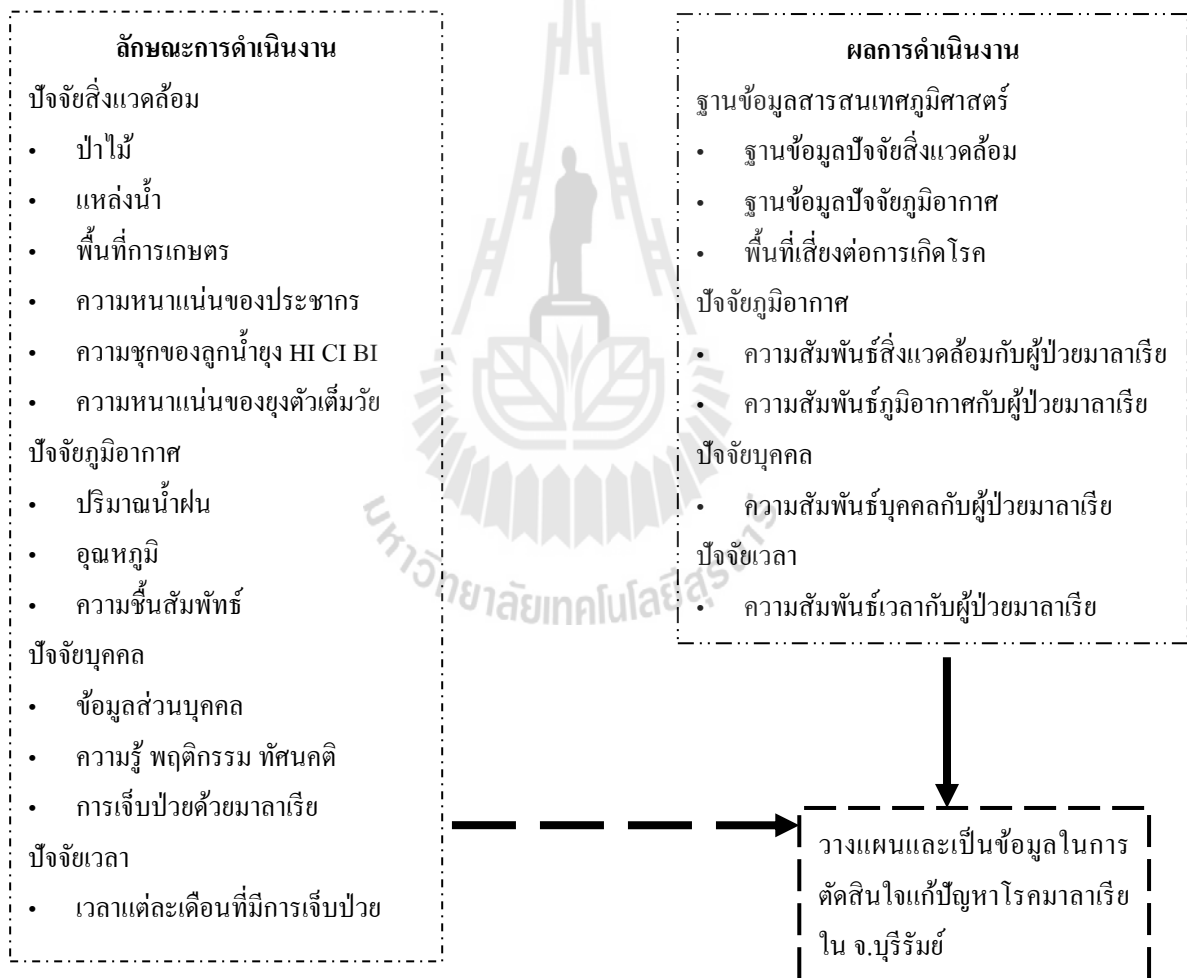 ลักษณะการดำเนินงาน
ปัจจัยสิ่งแวดล้อม
• ป่าไม้
• แหล่งน้ำ
• พื้นที่การเกษตร
• ความหนาแน่นของประชากร
• ความชุกของลูกน้ำยุง HI CI BI
• ความหนาแน่นของยุงตัวเต็มวัย
ปัจจัยภูมิอากาศ
• ปริมาณน้ำฝน
• อุณหภูมิ
• ความชื้นสัมพัทธ์
ปัจจัยบุคคล
• ข้อมูลส่วนบุคคล
• ความรู้ พฤติกรรม ทัศนคติ
• การเจ็บป่วยด้วยมาลาเรีย
ปัจจัยเวลา
• เวลาแต่ละเดือนที่มีการเจ็บป่วย
ผลการดำเนินงาน
ฐานข้อมูลสารสนเทศภูมิศาสตร์
• ฐานข้อมูลปัจจัยสิ่งแวดล้อม
• ฐานข้อมูลปัจจัยภูมิอากาศ
• พื้นที่เสี่ยงต่อการเกิดโรค
ปัจจัยภูมิอากาศ
• ความสัมพันธ์สิ่งแวดล้อมกับผู้ป่วยมาลาเรีย
• ความสัมพันธ์ภูมิอากาศกับผู้ป่วยมาลาเรีย
ปัจจัยบุคคล
• ความสัมพันธ์บุคคลกับผู้ป่วยมาลาเรีย
ปัจจัยเวลา
• ความสัมพันธ์เวลากับผู้ป่วยมาลาเรีย
วางแผนและเป็นข้อมูลในการ
ตัดสินใจแก้ปัญหาโรคมาลาเรีย
ใน จ.บุรีรัมย์
มหาวิทยาลัยเทคโนโลยีสุรนารี